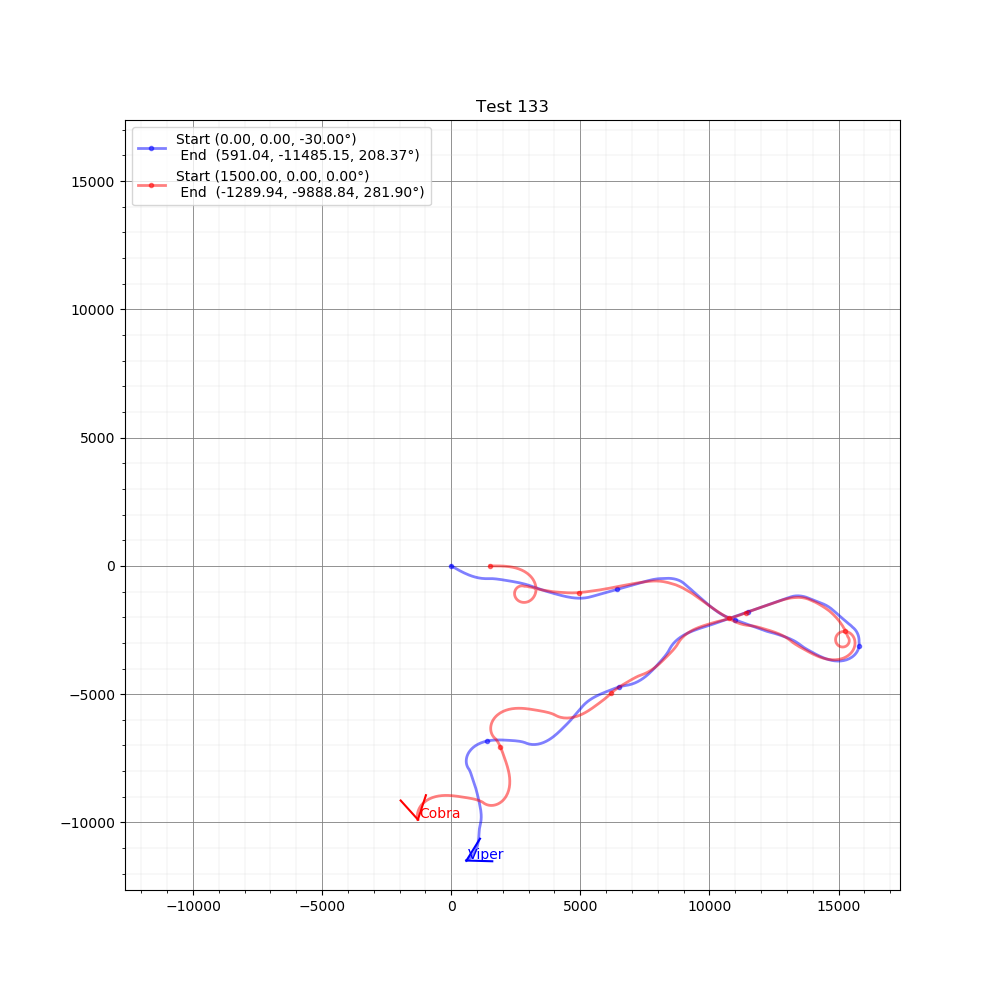 Test 133
Start (0.00, 0.00, -30.00°)
End  (591.04, -11485.15, 208.37°)
Start (1500.00, 0.00, 0.00°)
End  (-1289.94, -9888.84, 281.90°)
15000
10000
5000
0
−5000
−10000
Cobra
Viper
−10000 −5000 0 5000 10000 15000